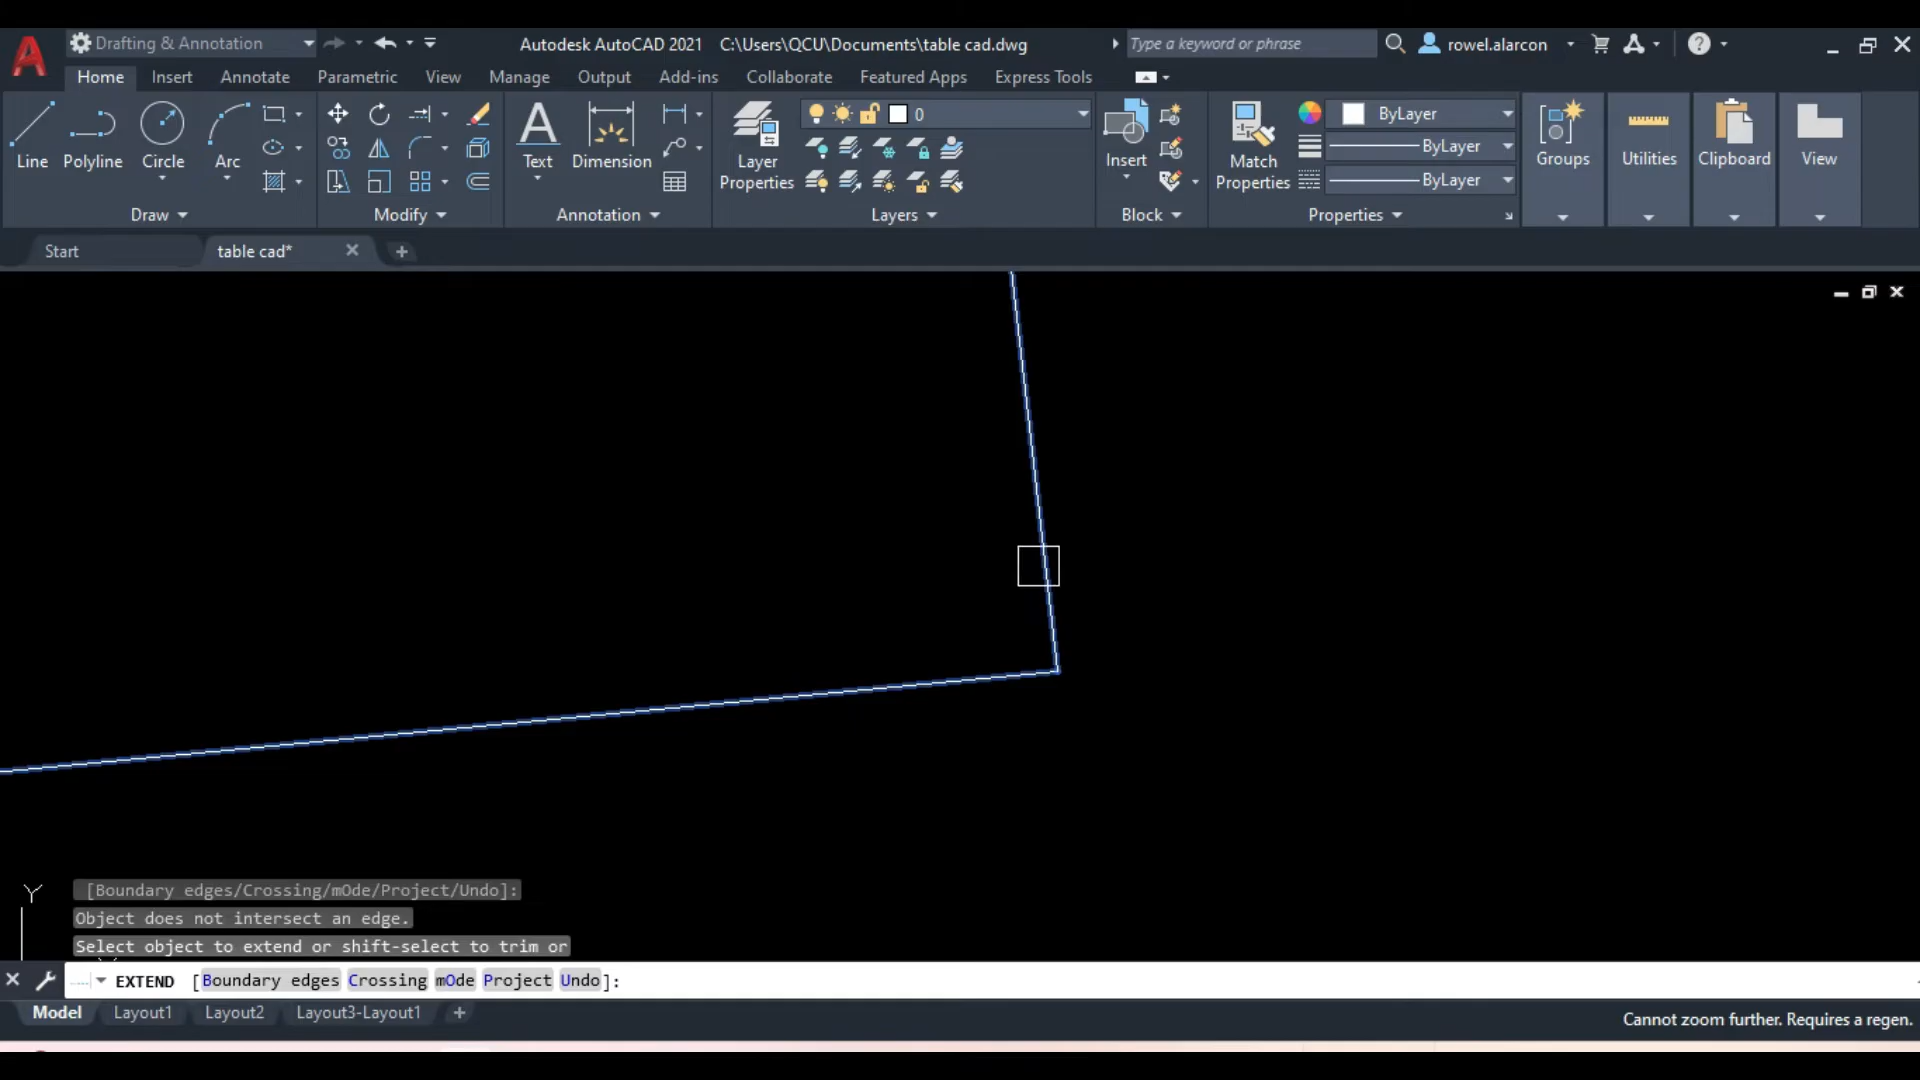 Drafting & Annotation
Autodesk AutoCAD 2021 C:\Users\QCU\Documents\table cad.dwg
Type a keyword or phrase
rowel.alarcon
Home Insert Annotate Parametric View Manage Output Add-ins Collaborate Featured Apps Express Tools
Line Polyline Circle Arc
Text Dimension
Layer
Properties
0
Insert
Match
Properties
ByLayer
ByLayer
ByLayer
Groups Utilities Clipboard View
Draw Modify Annotation Layers Block Properties
Start table cad*
[Boundary edges/Crossing/mOde/Project/Undo]:
Object does not intersect an edge.
Select object to extend or shift-select to trim or
Y
EXTEND [Boundary edges Crossing mOde Project Undo]:
Model Layout1 Layout2 Layout3-Layout1 +
Cannot zoom further. Requires a regen.